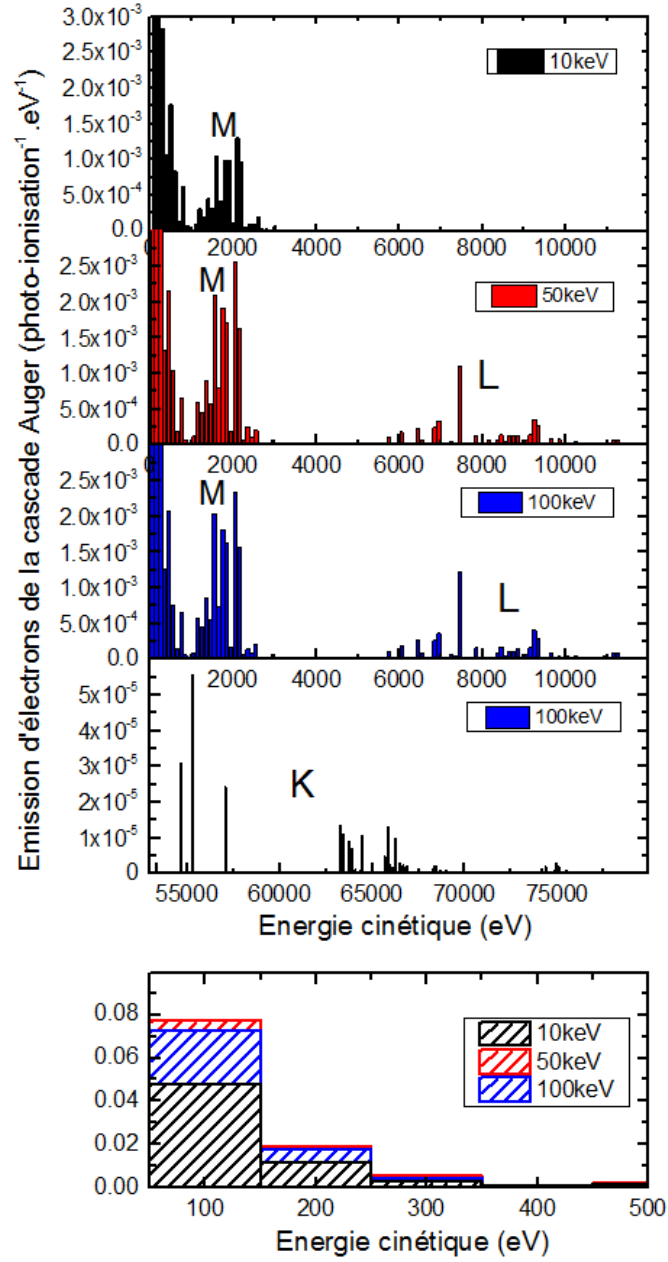 Emission d'électrons de la cascade Auger (photo-ionisation⁻¹ .eV⁻¹)
3.0x10⁻³
2.5x10⁻³
2.0x10⁻³
1.5x10⁻³
1.0x10⁻³
5.0x10⁻⁴
0.0
10keV
M
0 2000 4000 6000 8000 10000
2.5x10⁻³
2.0x10⁻³
1.5x10⁻³
1.0x10⁻³
5.0x10⁻⁴
0.0
50keV
M
L
2000 4000 6000 8000 10000
2.5x10⁻³
2.0x10⁻³
1.5x10⁻³
1.0x10⁻³
5.0x10⁻⁴
0.0
100keV
M
L
2000 4000 6000 8000 10000
5x10⁻⁵
4x10⁻⁵
3x10⁻⁵
2x10⁻⁵
1x10⁻⁵
0
100keV
K
55000 60000 65000 70000 75000
Energie cinétique (eV)
0.08
0.06
0.04
0.02
0.00
10keV
50keV
100keV
100 200 300 400 500
Energie cinétique (eV)